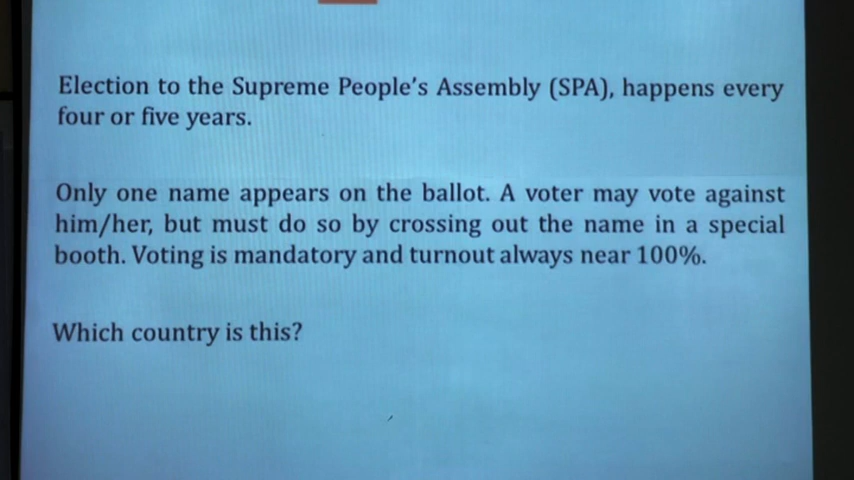 Election to the Supreme People's Assembly (SPA), happens every
four or five years.
Only one name appears on the ballot. A voter may vote against
him/her, but must do so by crossing out the name in a special
booth. Voting is mandatory and turnout always near 100%.
Which country is this?